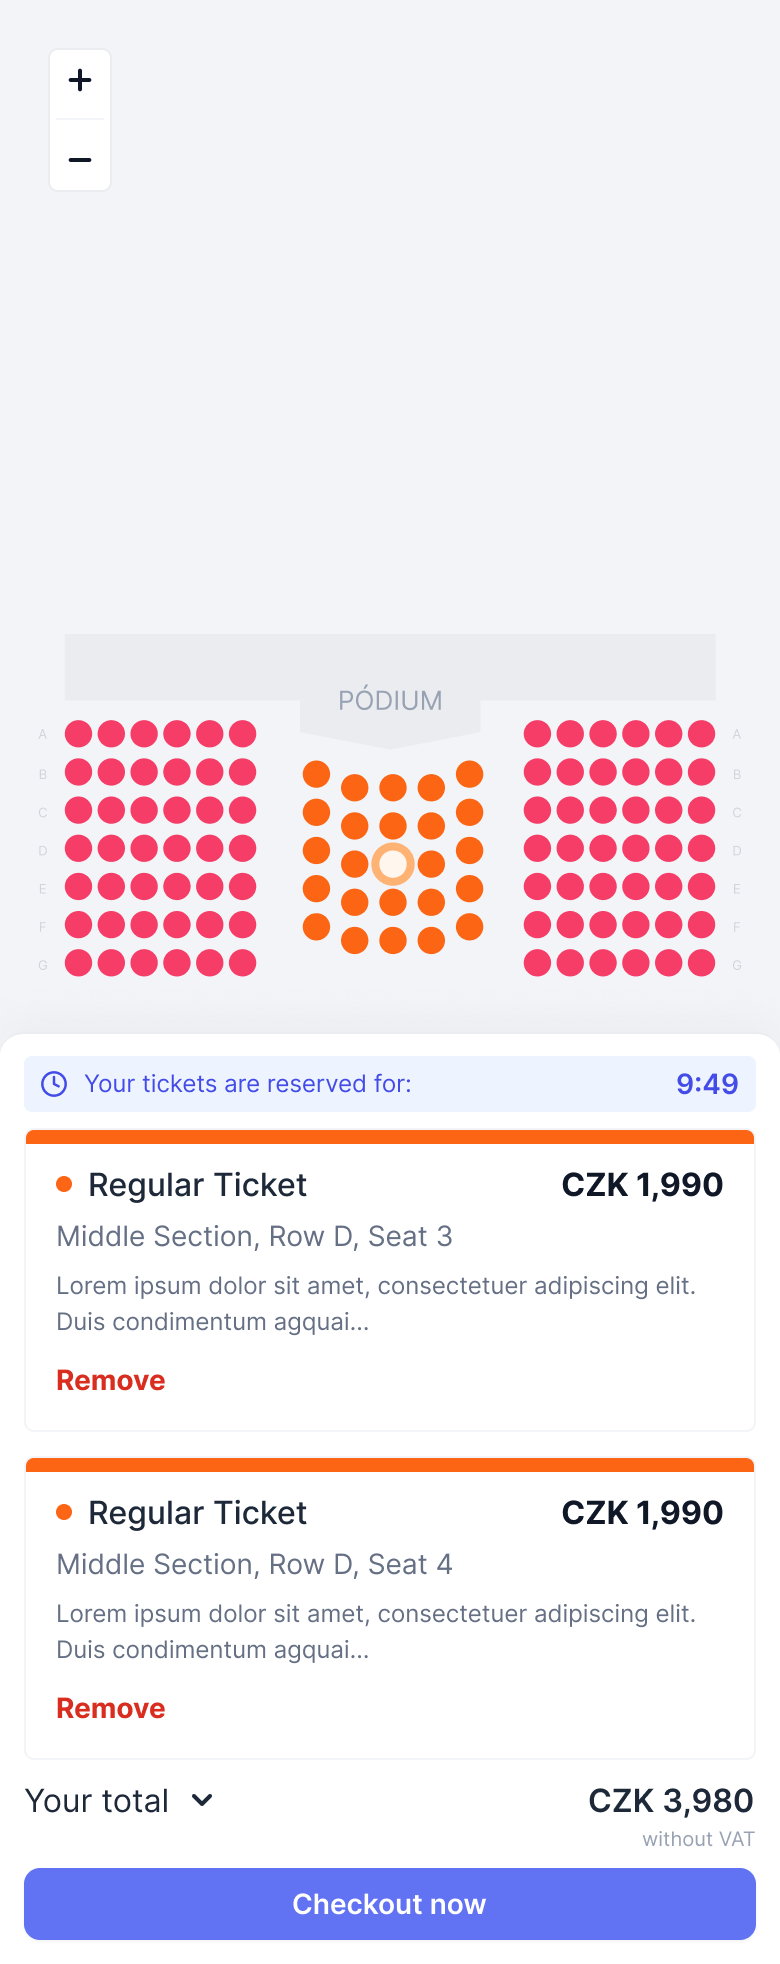 +
−
PÓDIUM
A A
B B
C C
D D
E E
F F
G G
Your tickets are reserved for: 9:49
Regular Ticket CZK 1,990
Middle Section, Row D, Seat 3
Lorem ipsum dolor sit amet, consectetuer adipiscing elit.
Duis condimentum agquai...
Remove
Regular Ticket CZK 1,990
Middle Section, Row D, Seat 4
Lorem ipsum dolor sit amet, consectetuer adipiscing elit.
Duis condimentum agquai...
Remove
Your total CZK 3,980
without VAT
Checkout now